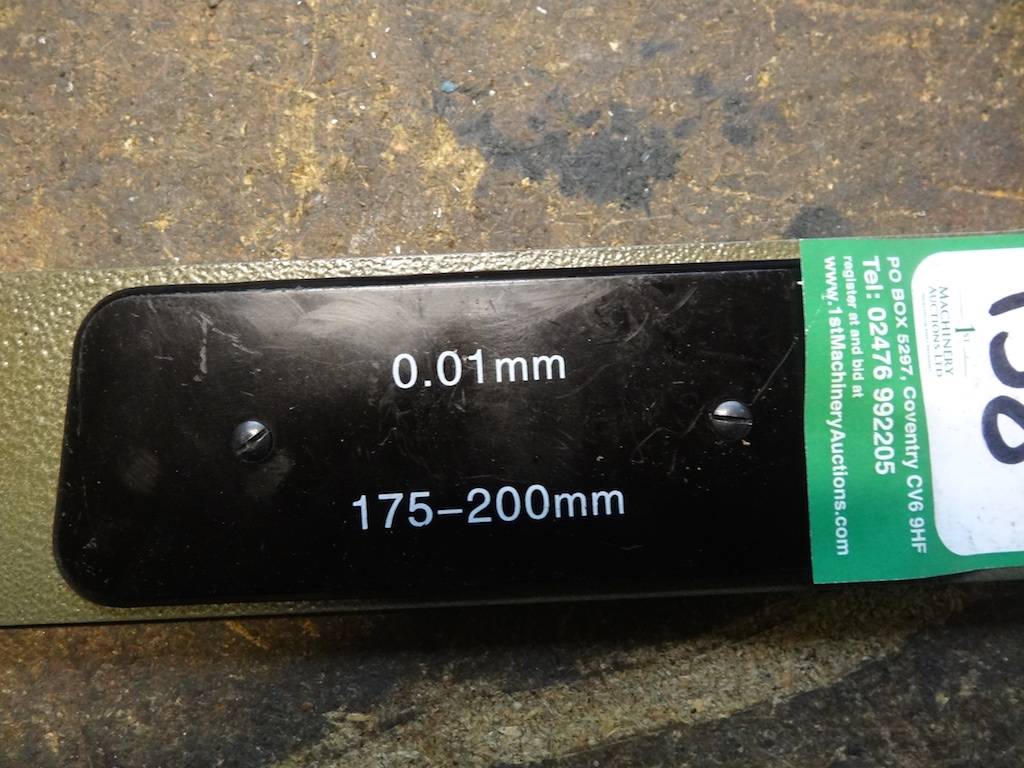 0.01mm
175–200mm
1st
MACHINERY
AUCTIONS LTD
PO BOX 5297, Coventry CV6 9HF
Tel: 02476 992205
register at and bid at
www.1stMachineryAuctions.com